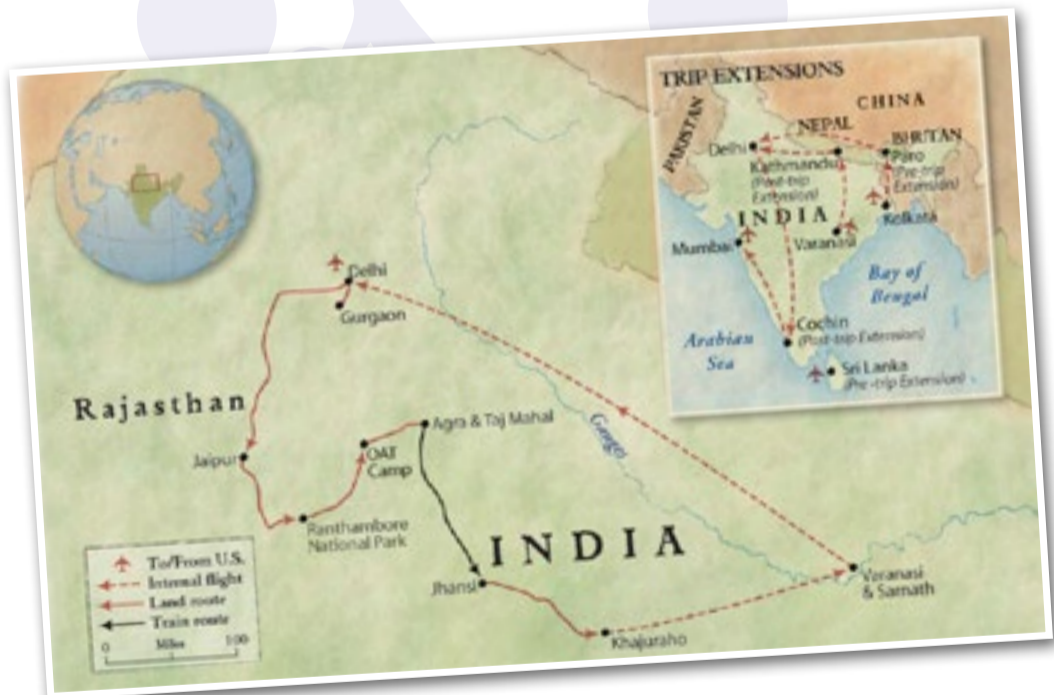 TRIP EXTENSIONS
CHINA
PAKISTAN
NEPAL
BHUTAN
Delhi
Kathmandu
(Post-trip
Extension)
Paro
(Pre-trip
Extension)
Kolkata
INDIA
Mumbai
Varanasi
Bay of
Bengal
Cochin
(Post-trip Extension)
Arabian
Sea
Sri Lanka
(Pre-trip Extension)
Delhi
Gurgaon
Rajasthan
Jaipur
Agra & Taj Mahal
OAT
Camp
Ganges
Ranthambore
National Park
INDIA
Jhansi
Varanasi
& Sarnath
Khajuraho
To/From U.S.
Internal flight
Land route
Train route
0 Miles 100